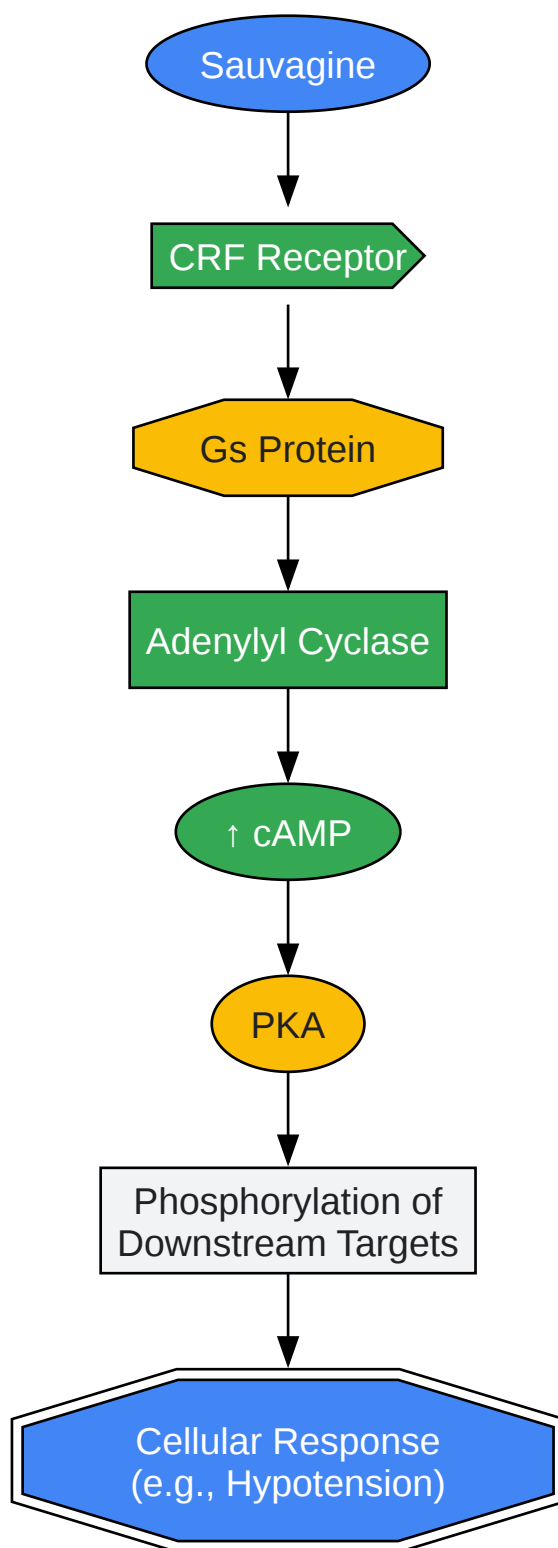 Sauvagine
CRF Receptor
Gs Protein
Adenylyl Cyclase
↑ cAMP
PKA
Phosphorylation of
Downstream Targets
Cellular Response
(e.g., Hypotension)